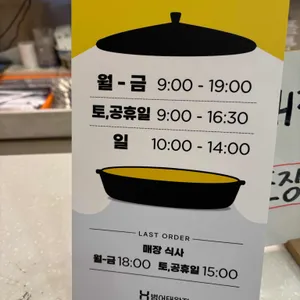 월 - 금 9:00 - 19:00
토,공휴일 9:00 - 16:30
일 10:00 - 14:00
LAST ORDER
매장 식사
월-금 18:00 토,공휴일 15:00